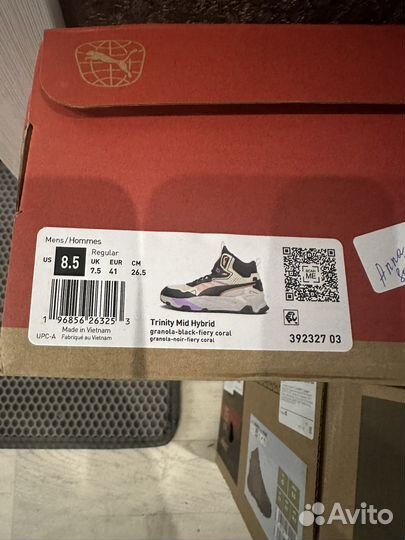 Mens/Hommes
Regular
US 8.5 UK EUR CM
7.5 41 26.5
SCAN ME
1 96856 26325 3
UPC-A
Made in Vietnam
Fabriqué au Vietnam
Trinity Mid Hybrid
granola-black-fiery coral
granola-noir-fiery coral
392327 03
Avito